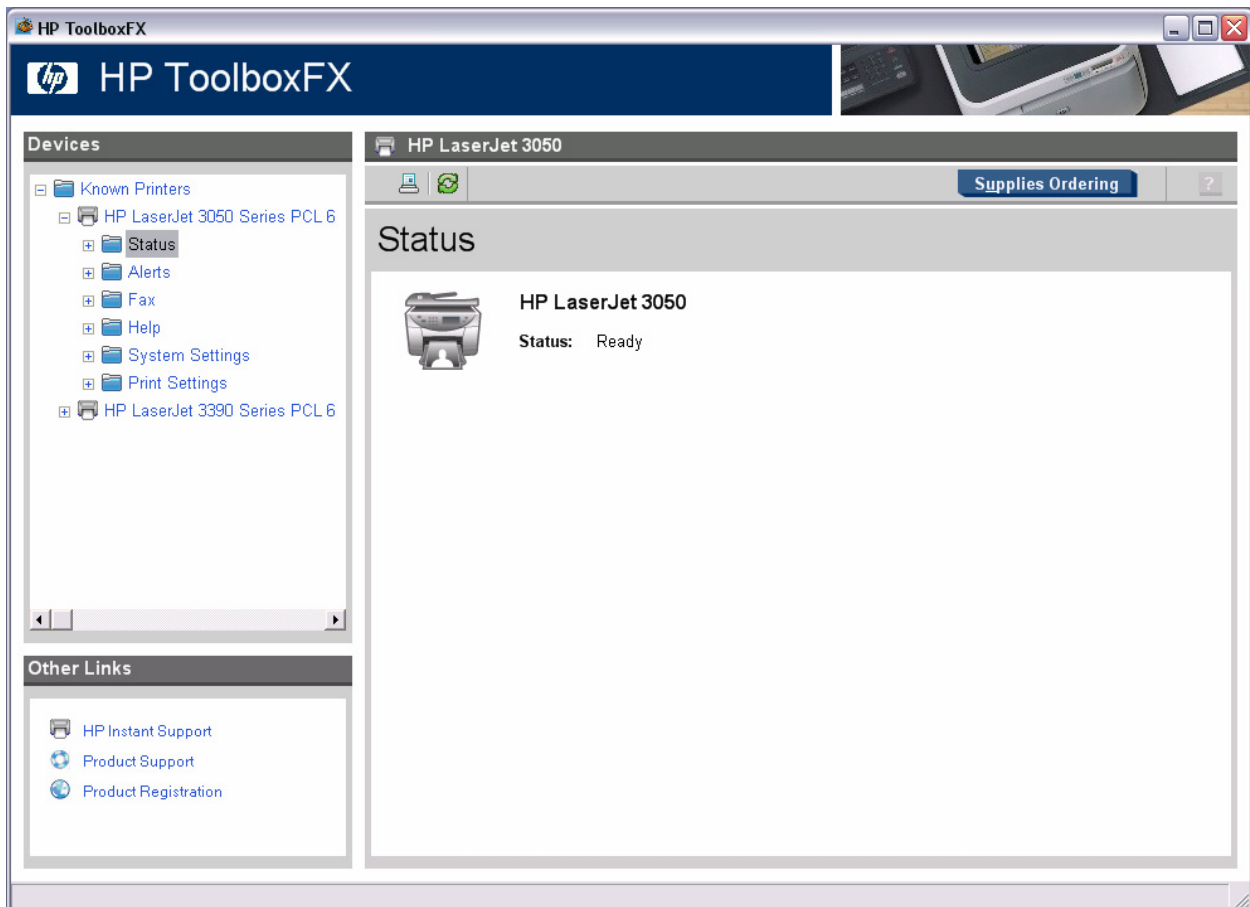 HP ToolboxFX
hp HP ToolboxFX
Devices
Known Printers
HP LaserJet 3050 Series PCL 6
Status
Alerts
Fax
Help
System Settings
Print Settings
HP LaserJet 3390 Series PCL 6
Other Links
HP Instant Support
Product Support
Product Registration
HP LaserJet 3050
Supplies Ordering
?
Status
HP LaserJet 3050
Status: Ready